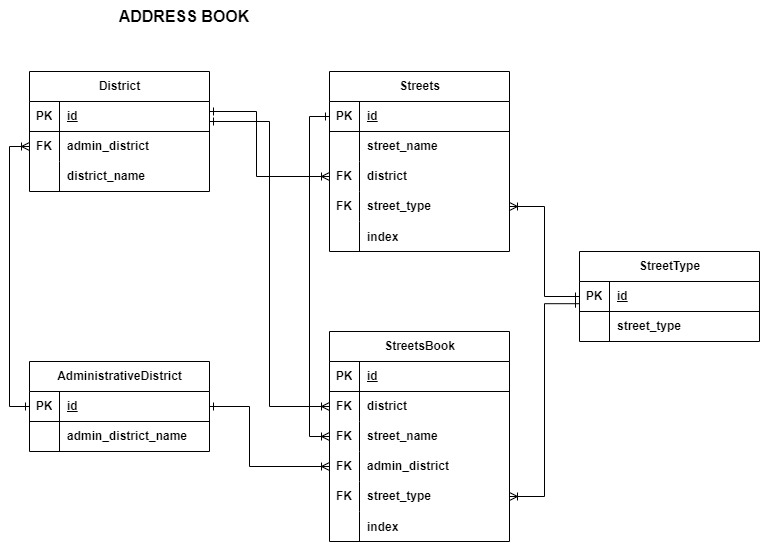 ADDRESS BOOK
District
PK id
FK admin_district
district_name
Streets
PK id
street_name
FK district
FK street_type
index
StreetType
PK id
street_type
AdministrativeDistrict
PK id
admin_district_name
StreetsBook
PK id
FK district
FK street_name
FK admin_district
FK street_type
index